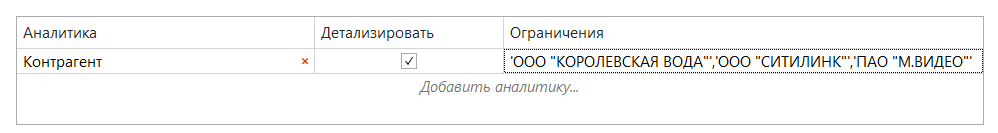 Аналитика Детализировать Ограничения
Контрагент × 'ООО "КОРОЛЕВСКАЯ ВОДА"','ООО "СИТИЛИНК"','ПАО "М.ВИДЕО"'
Добавить аналитику...